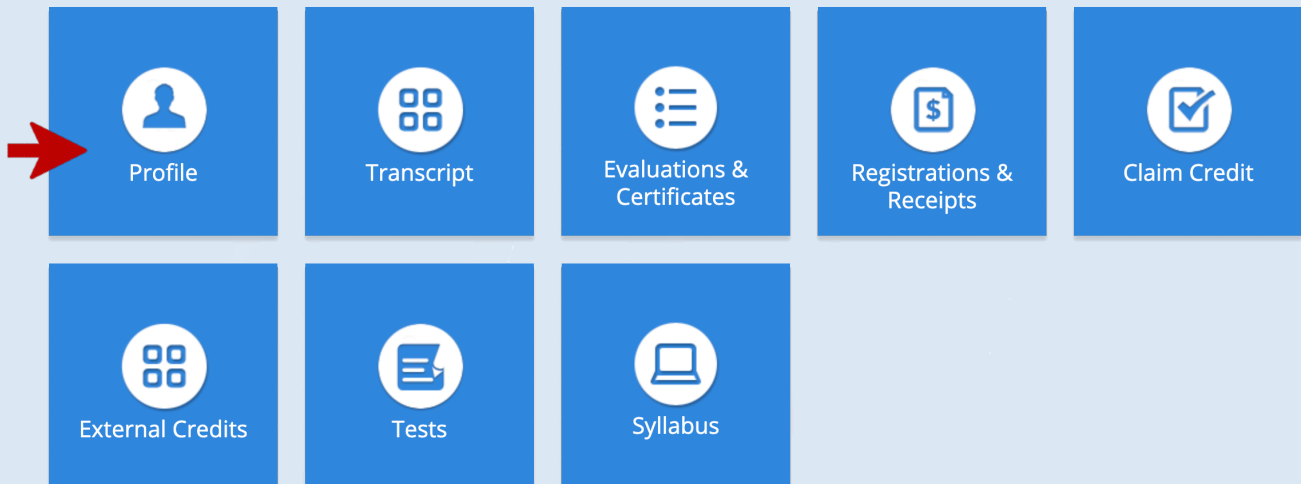 Profile
Transcript
Evaluations &
Certificates
$
Registrations &
Receipts
Claim Credit
External Credits
Tests
Syllabus